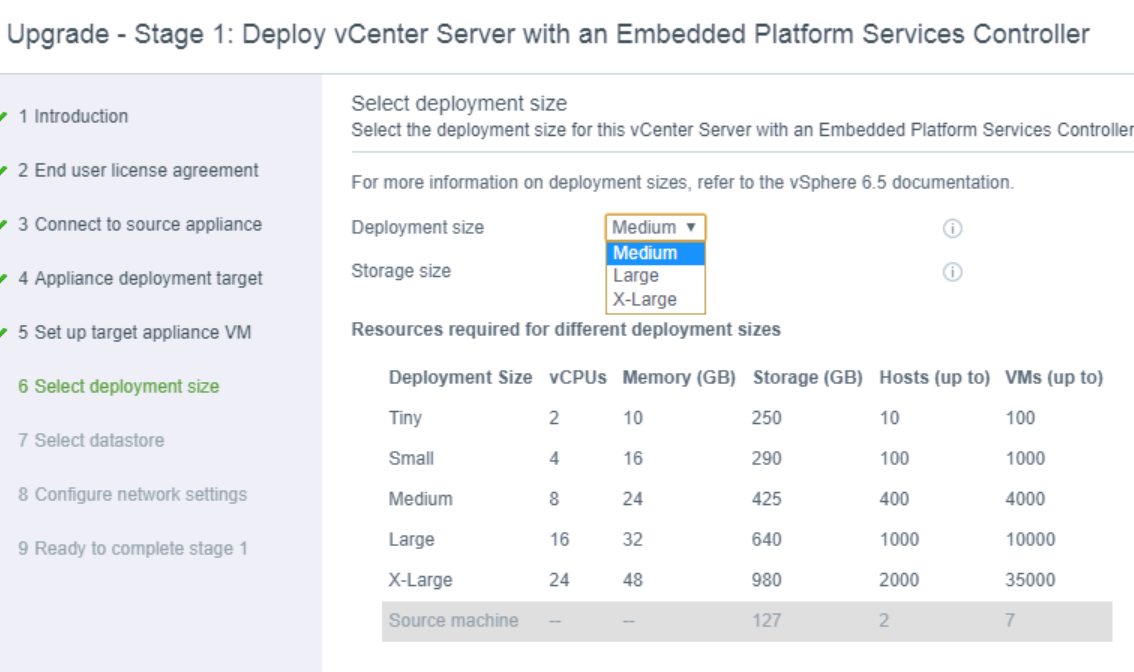 Upgrade - Stage 1: Deploy vCenter Server with an Embedded Platform Services Controller
1 Introduction
2 End user license agreement
3 Connect to source appliance
4 Appliance deployment target
5 Set up target appliance VM
6 Select deployment size
7 Select datastore
8 Configure network settings
9 Ready to complete stage 1
Select deployment size
Select the deployment size for this vCenter Server with an Embedded Platform Services Controller
For more information on deployment sizes, refer to the vSphere 6.5 documentation.
Deployment size Medium
Medium
Large
X-Large
Storage size
Resources required for different deployment sizes
Deployment Size vCPUs Memory (GB) Storage (GB) Hosts (up to) VMs (up to)
Tiny 2 10 250 10 100
Small 4 16 290 100 1000
Medium 8 24 425 400 4000
Large 16 32 640 1000 10000
X-Large 24 48 980 2000 35000
Source machine -- -- 127 2 7